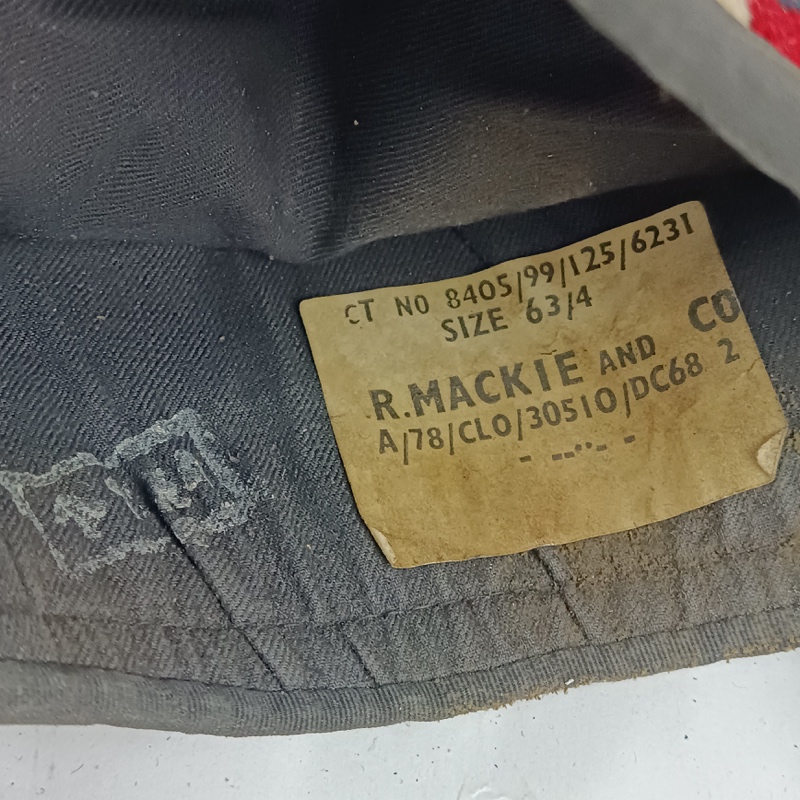 CT NO 8405/99/125/6231
SIZE 63/4
R.MACKIE AND CO
A/78/CLO/30510/DC68 2